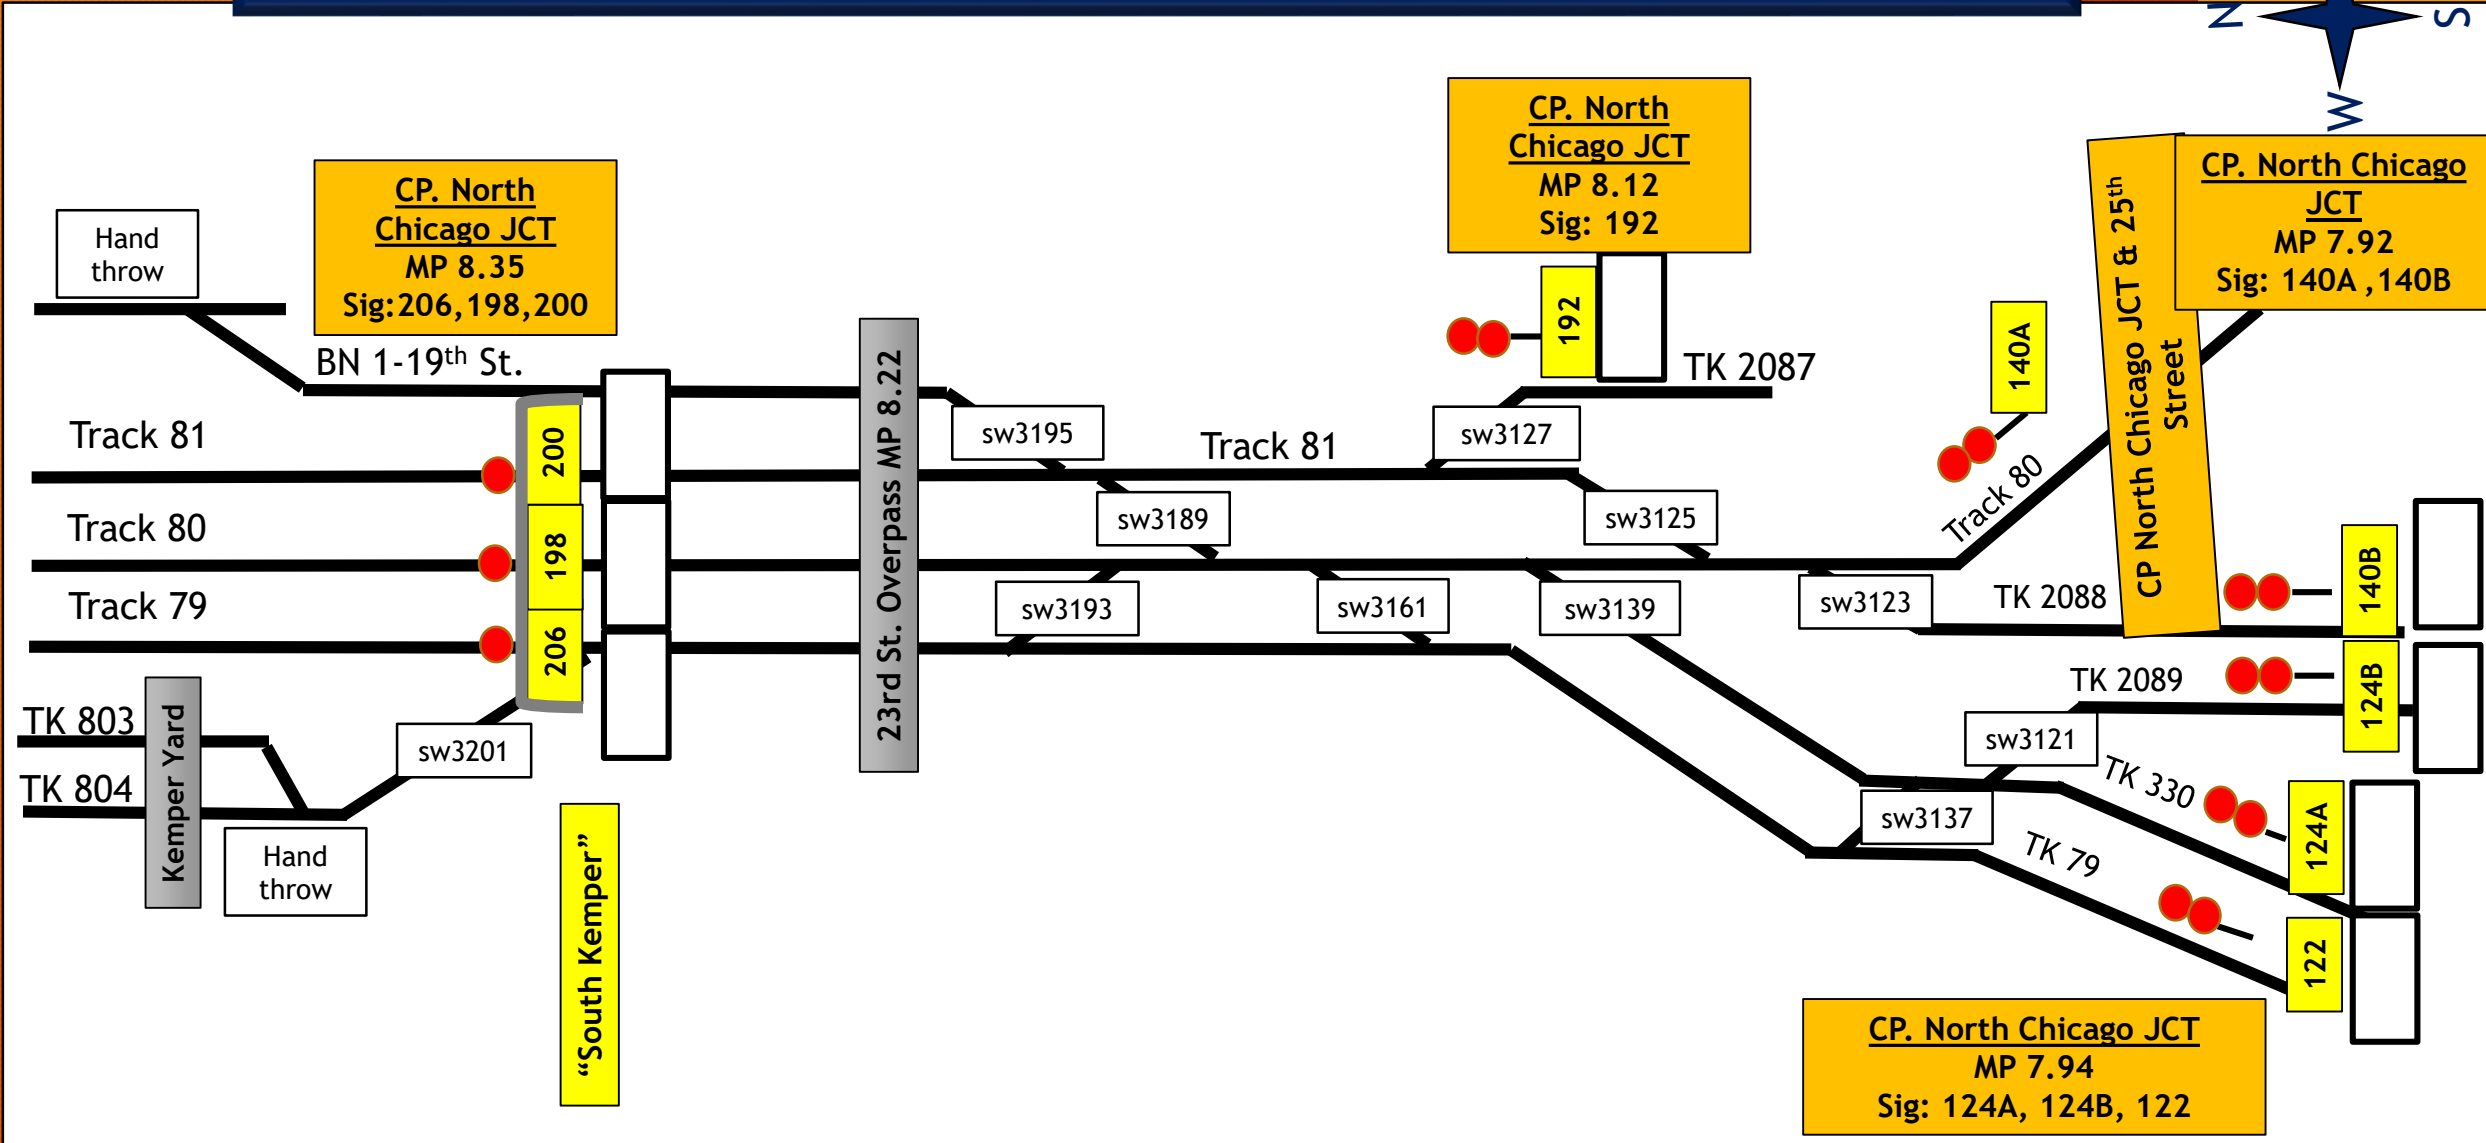 N
S
W
CP. North
Chicago JCT
MP 8.12
Sig: 192
CP. North Chicago
JCT
MP 7.92
Sig: 140A ,140B
CP. North
Chicago JCT
MP 8.35
Sig:206,198,200
Hand
throw
BN 1-19th St.
192
TK 2087
140A
CP North Chicago JCT & 25th
Street
Track 81
200
23rd St. Overpass MP 8.22
sw3195
Track 81
sw3127
Track 80
198
sw3189
sw3125
Track 80
140B
Track 79
206
sw3193
sw3161
sw3139
sw3123
TK 2088
TK 2089
124B
TK 803
Kemper Yard
sw3201
sw3121
TK 804
TK 330
124A
sw3137
Hand
throw
TK 79
"South Kemper"
122
CP. North Chicago JCT
MP 7.94
Sig: 124A, 124B, 122